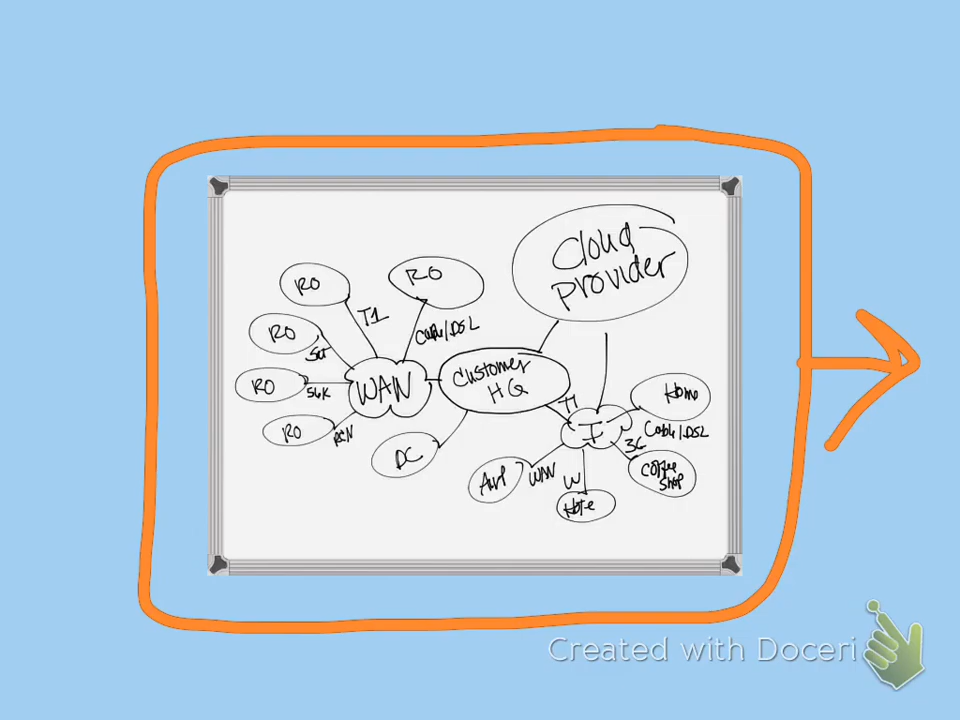 Cloud
Provider
RO
RO
T1
Cable/DSL
RO
Sat
RO
56K
WAN
Customer
HQ
RO
DC
T1
I
Home
Cable/DSL
3G
Coffee
Shop
WAN
W
Created with Doceri